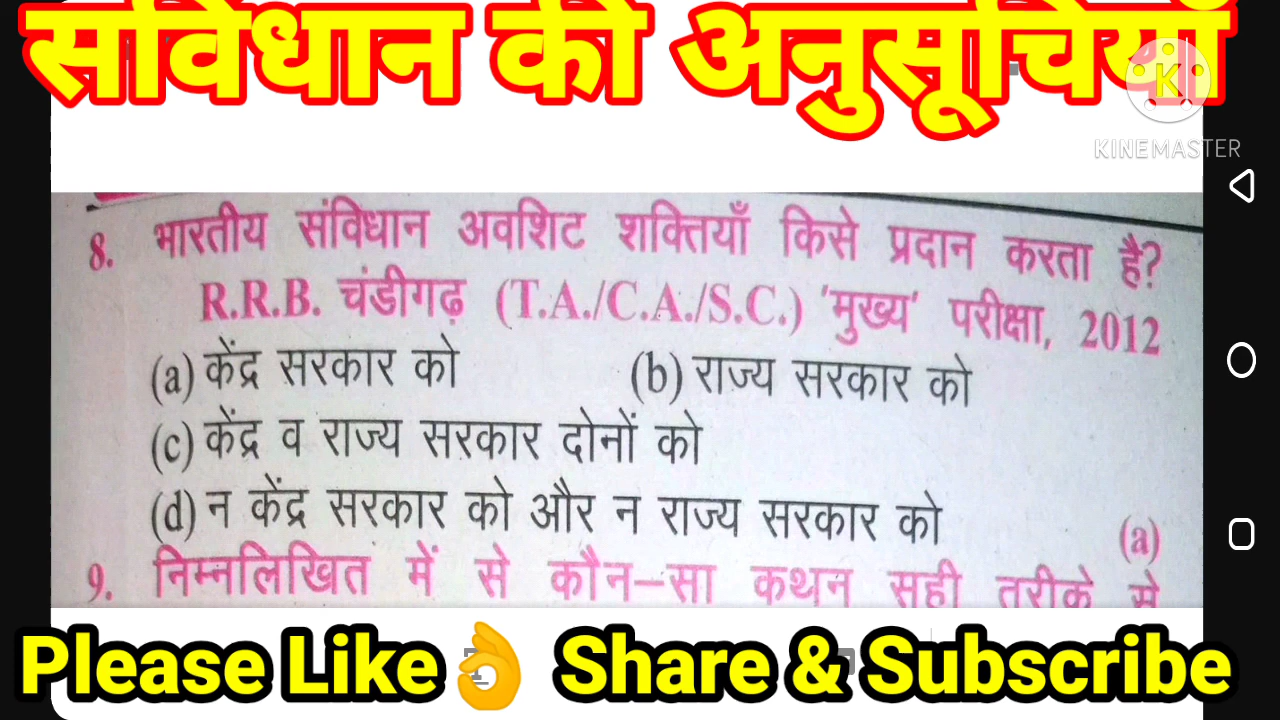 संविधान की अनुसूचियाँ
KINEMASTER
8. भारतीय संविधान अवशिट शक्तियाँ किसे प्रदान करता है?
R.R.B. चंडीगढ़ (T.A./C.A./S.C.) 'मुख्य' परीक्षा, 2012
(a) केंद्र सरकार को (b) राज्य सरकार को
(c) केंद्र व राज्य सरकार दोनों को
(d) न केंद्र सरकार को और न राज्य सरकार को (a)
9. निम्नलिखित में से कौन–सा कथन सही तरीके से
Please Like👌 Share & Subscribe